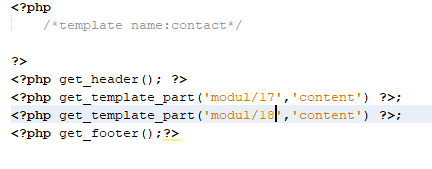 <?php
/*template name:contact*/
?>
<?php get_header(); ?>
<?php get_template_part('modul/17','content') ?>;
<?php get_template_part('modul/18','content') ?>;
<?php get_footer();?>